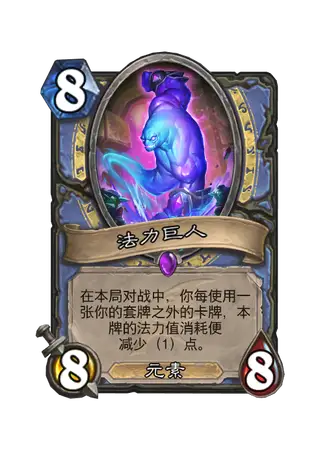 8
法力巨人
在本局对战中，你每使用一
张你的套牌之外的卡牌，本
牌的法力值消耗便
减少（1）点。
8
元素
8